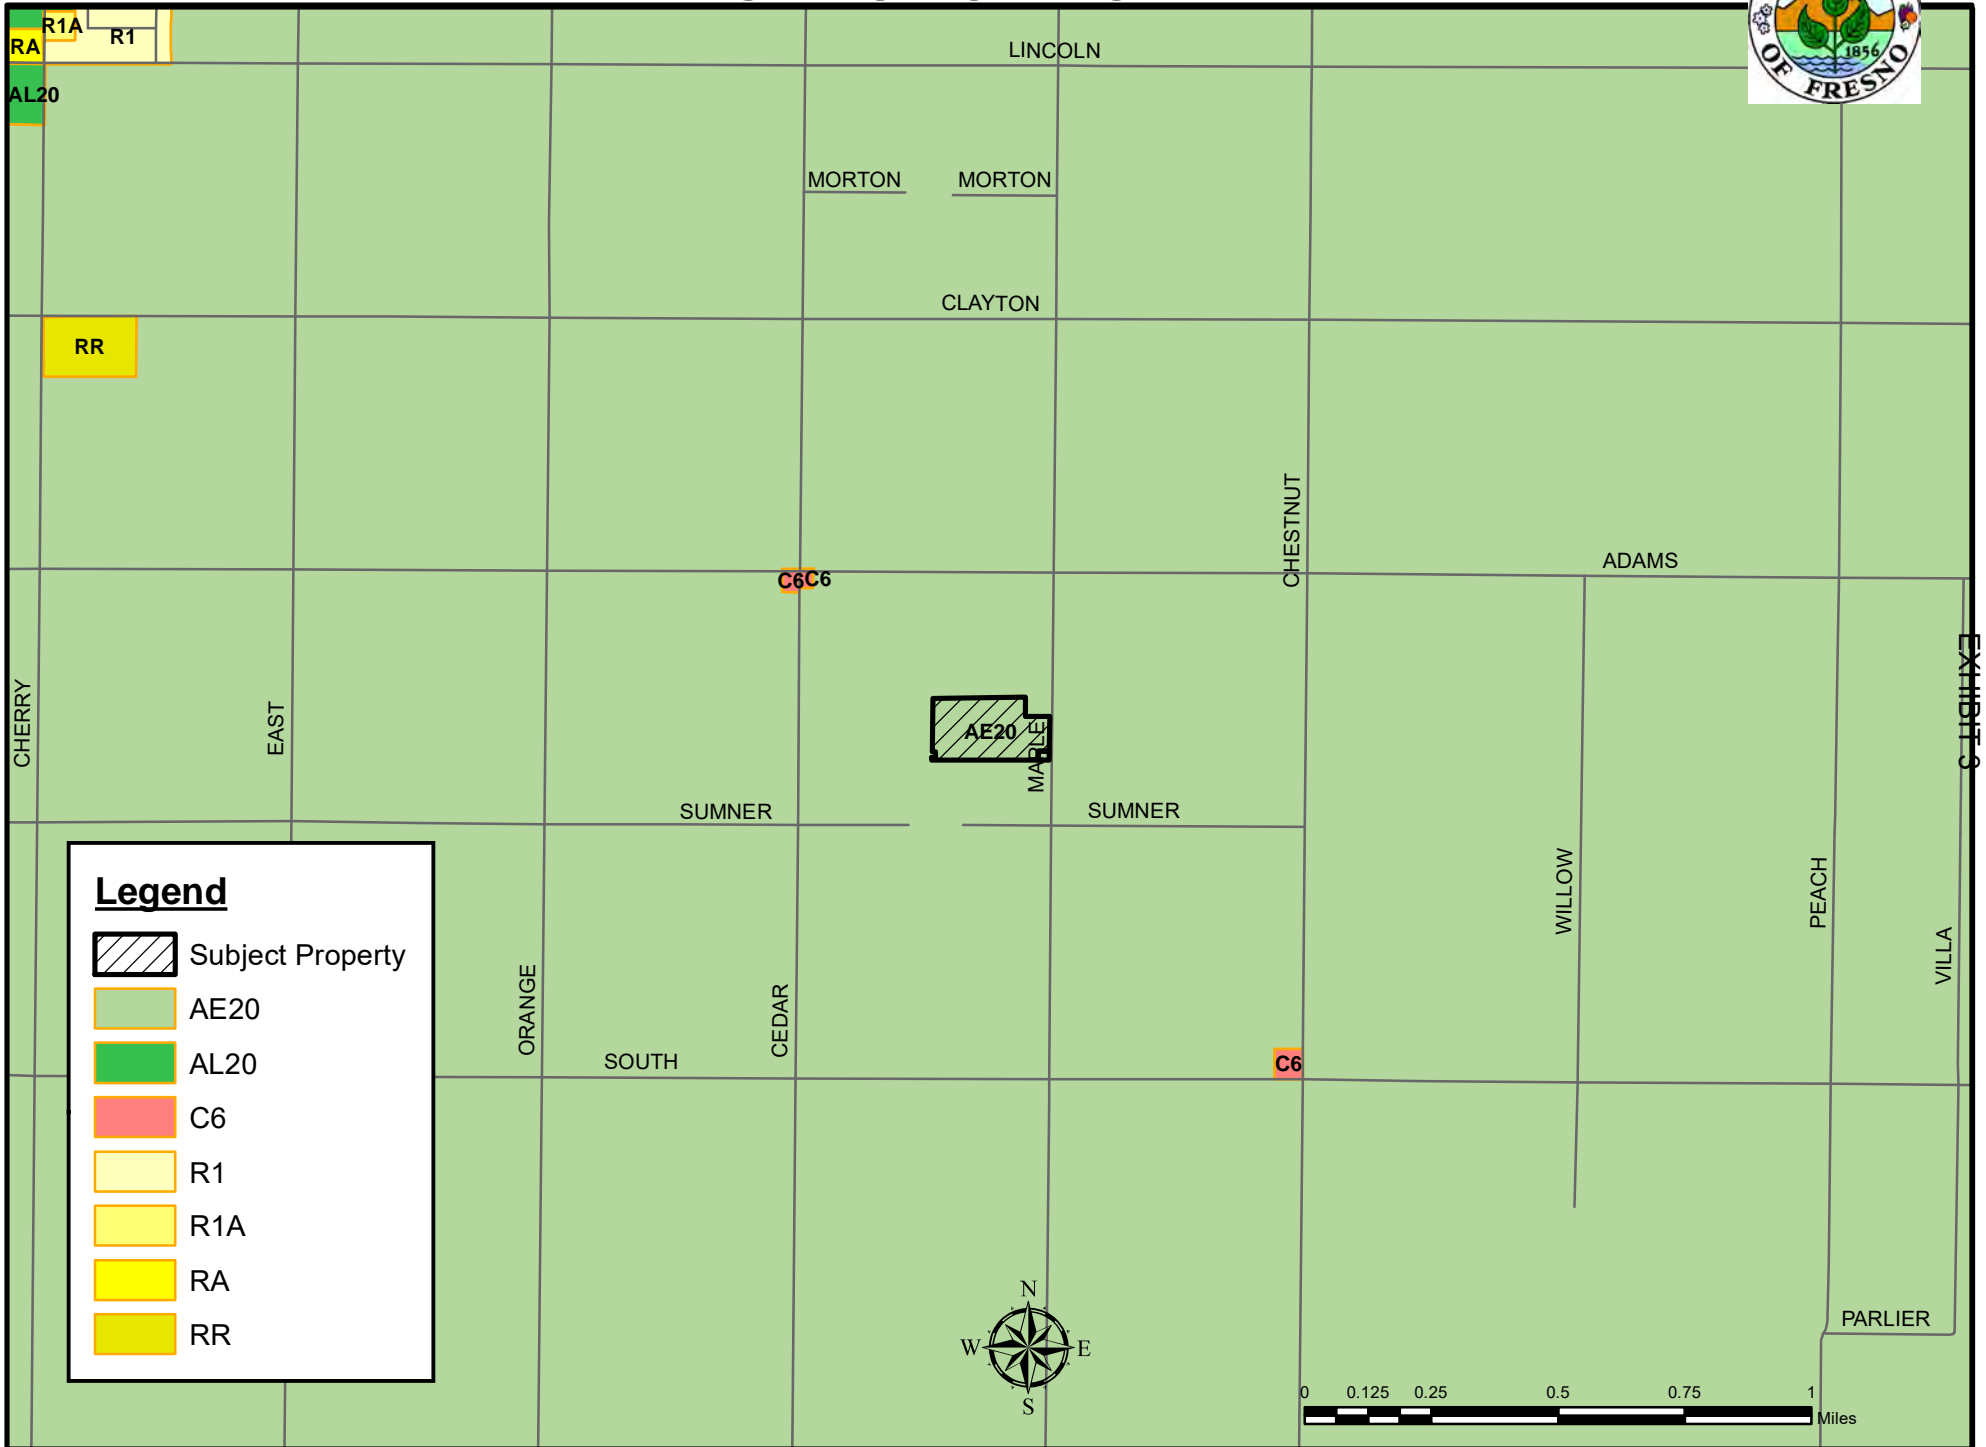 R1A
R1
RA
LINCOLN
1856
OF FRESNO
AL20
MORTON
MORTON
CLAYTON
RR
CHESTNUT
ADAMS
C6
C6
EXHIBIT 3
CHERRY
EAST
AE20
MAPLE
SUMNER
SUMNER
WILLOW
PEACH
VILLA
ORANGE
CEDAR
SOUTH
C6
Legend
Subject Property
AE20
AL20
C6
R1
R1A
RA
RR
N
W
E
S
PARLIER
0 0.125 0.25 0.5 0.75 1
Miles